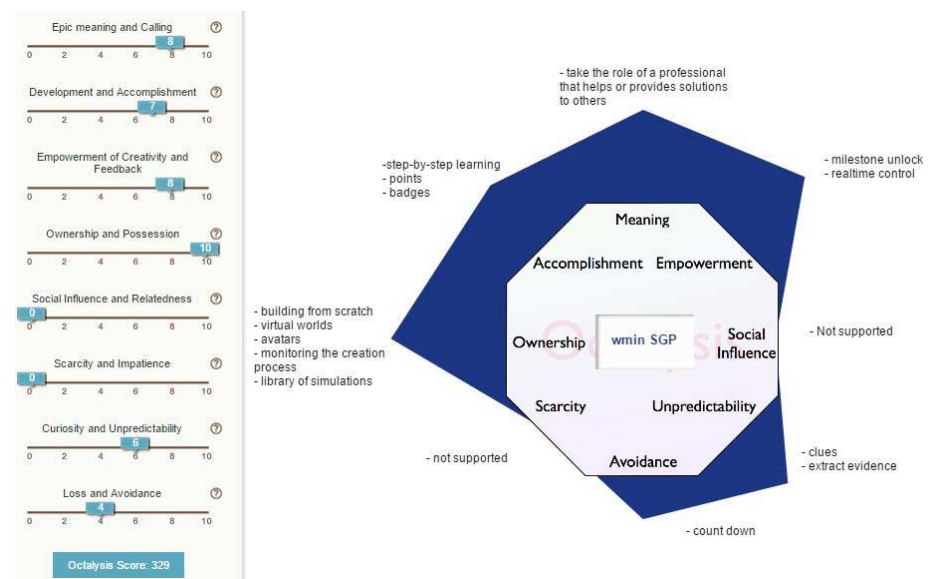 Epic meaning and Calling ?
8
0 2 4 6 8 10
Development and Accomplishment ?
7
0 2 4 6 8 10
Empowerment of Creativity and
Feedback ?
8
0 2 4 6 8 10
Ownership and Possession ?
10
0 2 4 6 8 10
Social Influence and Relatedness ?
0
0 2 4 6 8 10
Scarcity and Impatience ?
0
0 2 4 6 8 10
Curiosity and Unpredictability ?
6
0 2 4 6 8 10
Loss and Avoidance ?
4
0 2 4 6 8 10
Octalysis Score: 329
- take the role of a professional
that helps or provides solutions
to others
-step-by-step learning
- points
- badges
- milestone unlock
- realtime control
Meaning
Accomplishment
Empowerment
- building from scratch
- virtual worlds
- avatars
- monitoring the creation
process
- library of simulations
Ownership
wmin SGP
Social
Influence
- Not supported
Scarcity
Unpredictability
- not supported
Avoidance
- clues
- extract evidence
- count down